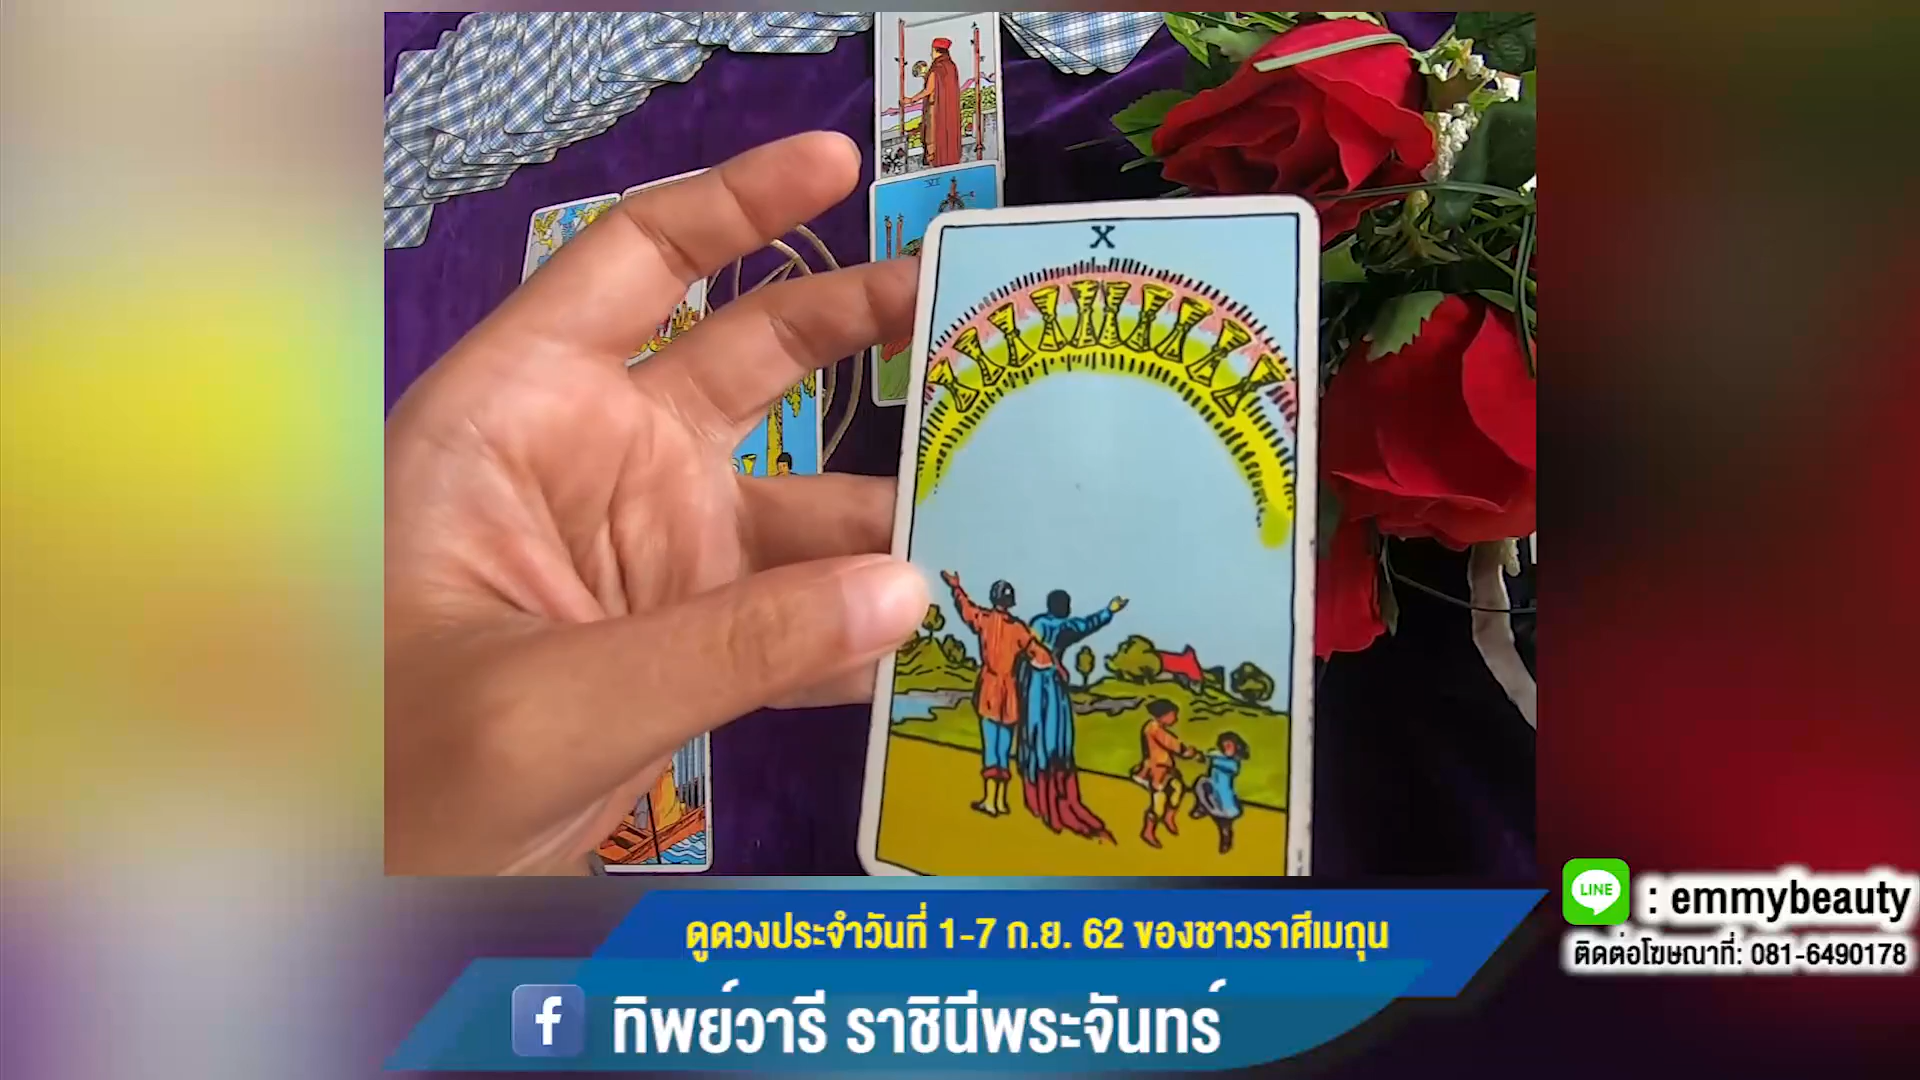 VI
X
LINE
: emmybeauty
ติดต่อโฆษณาที่: 081-6490178
ดูดวงประจำวันที่ 1-7 ก.ย. 62 ของชาวราศีเมถุน
f ทิพย์วารี ราชินีพระจันทร์